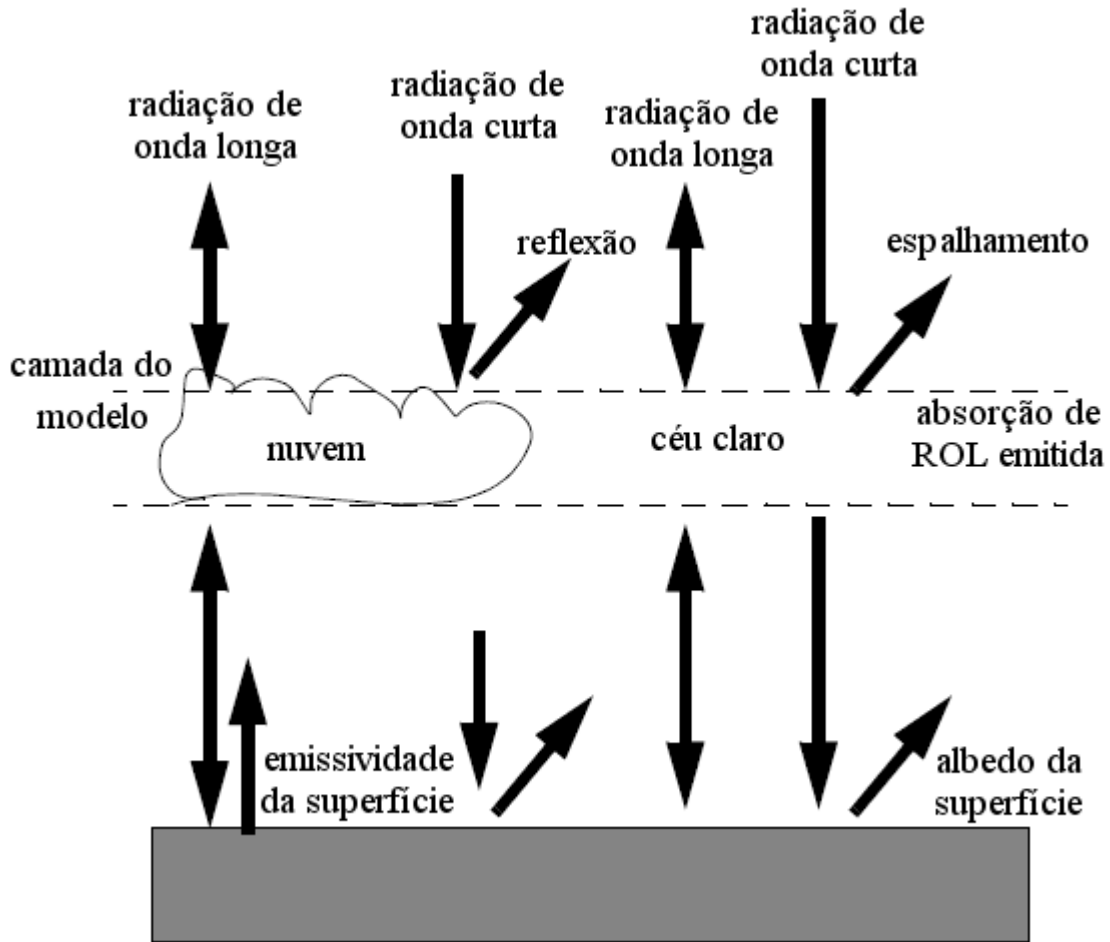 radiação de
onda longa
radiação de
onda curta
radiação de
onda longa
radiação de
onda curta
reflexão
espalhamento
camada do
modelo
nuvem
céu claro
absorção de
ROL emitida
emissividade
da superfície
albedo da
superfície